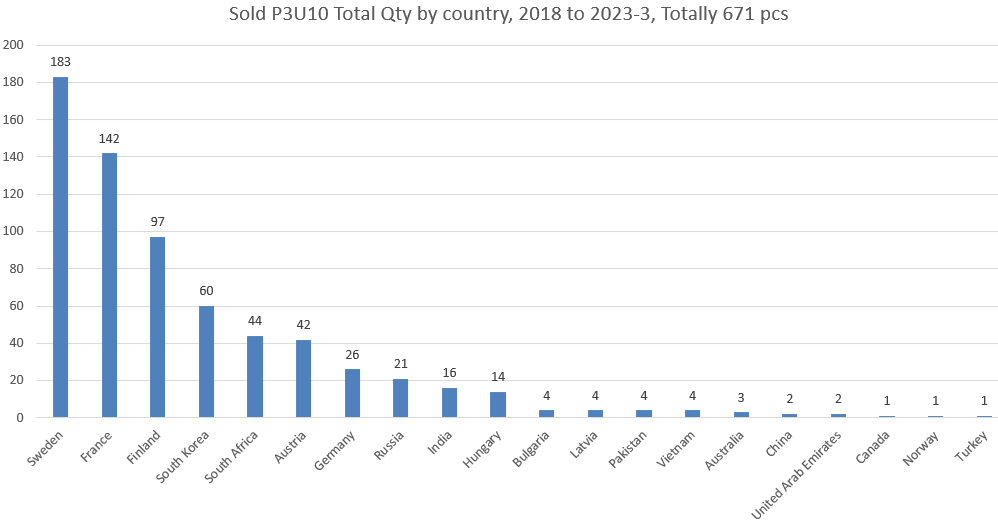 Sold P3U10 Total Qty by country, 2018 to 2023-3, Totally 671 pcs
200
180
160
140
120
100
80
60
40
20
0
183
142
97
60
44
42
26
21
16
14
4
4
4
4
3
2
2
1
1
1
Sweden
France
Finland
South Korea
South Africa
Austria
Germany
Russia
India
Hungary
Bulgaria
Latvia
Pakistan
Vietnam
Australia
China
United Arab Emirates
Canada
Norway
Turkey